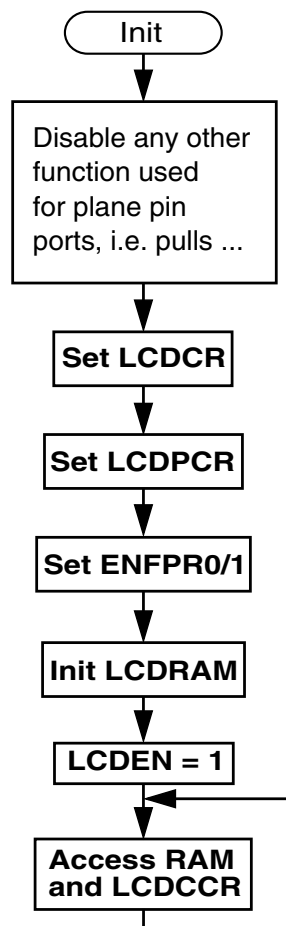 Init
Disable any other
function used
for plane pin
ports, i.e. pulls ...
Set LCDCR
Set LCDPCR
Set ENFPR0/1
Init LCDRAM
LCDEN = 1
Access RAM
and LCDCCR